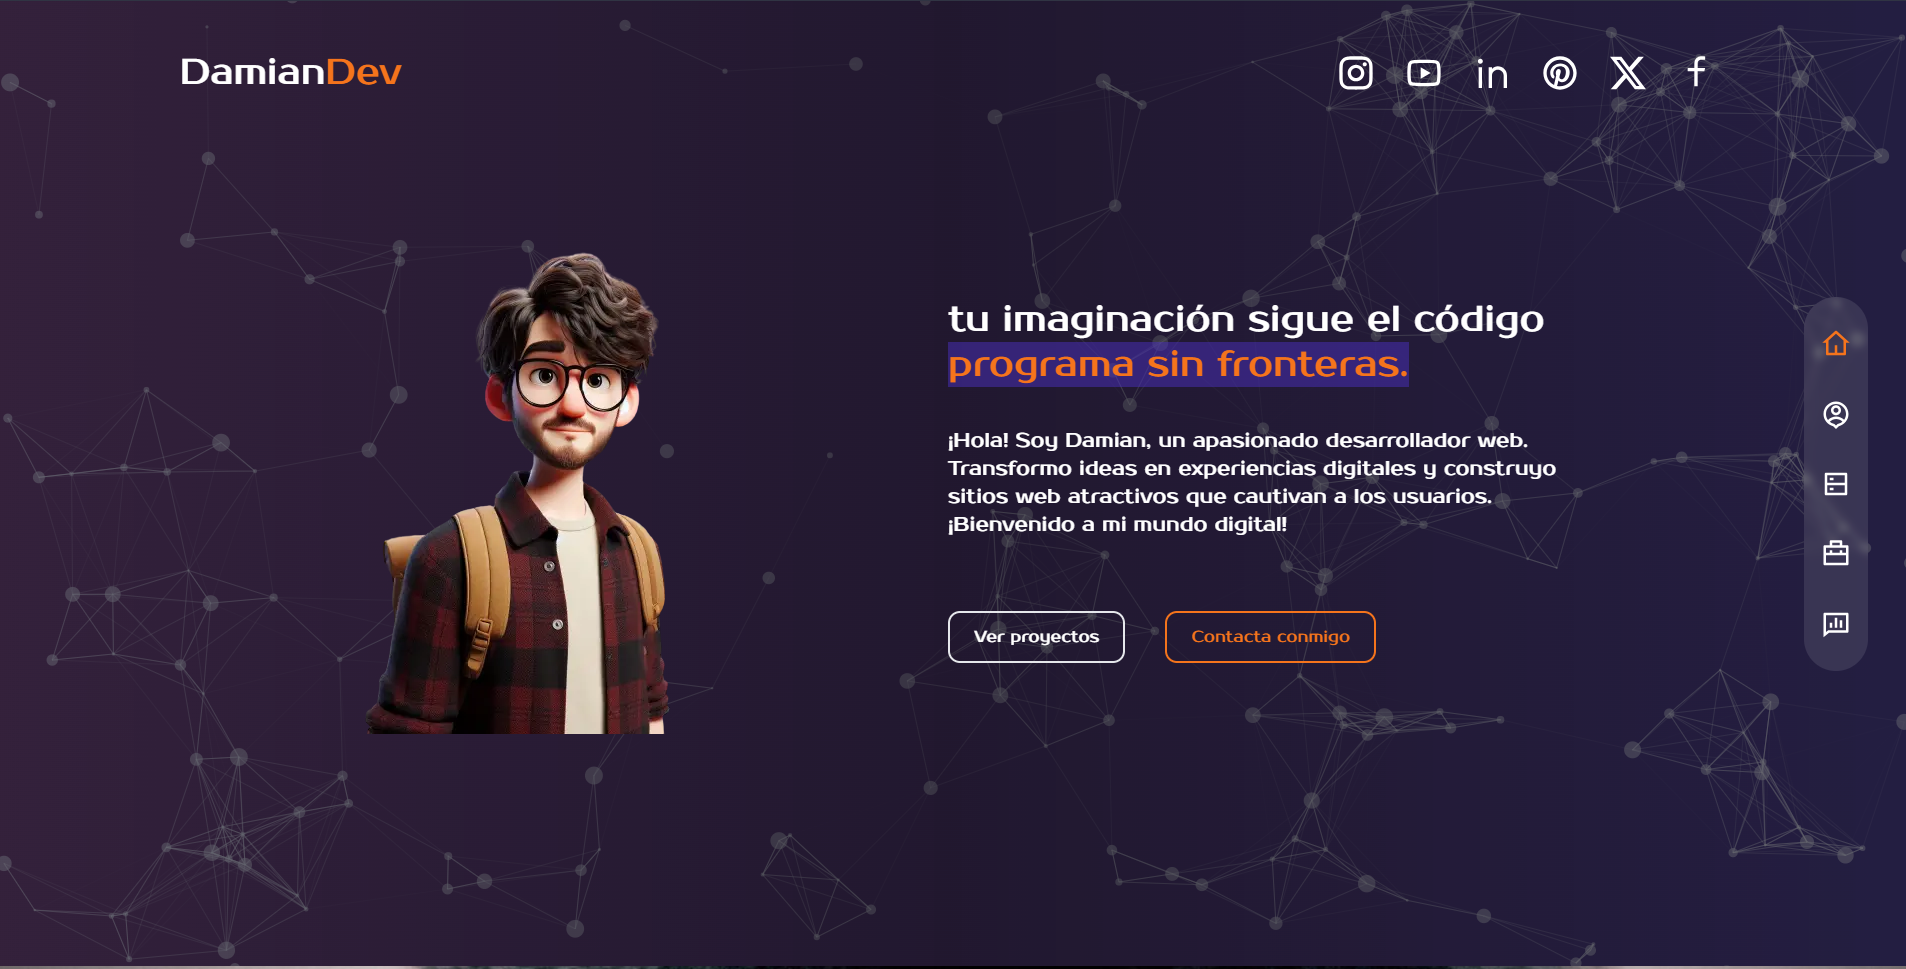 DamianDev
tu imaginación sigue el código
programa sin fronteras.
¡Hola! Soy Damian, un apasionado desarrollador web.
Transformo ideas en experiencias digitales y construyo
sitios web atractivos que cautivan a los usuarios.
¡Bienvenido a mi mundo digital!
Ver proyectos
Contacta conmigo